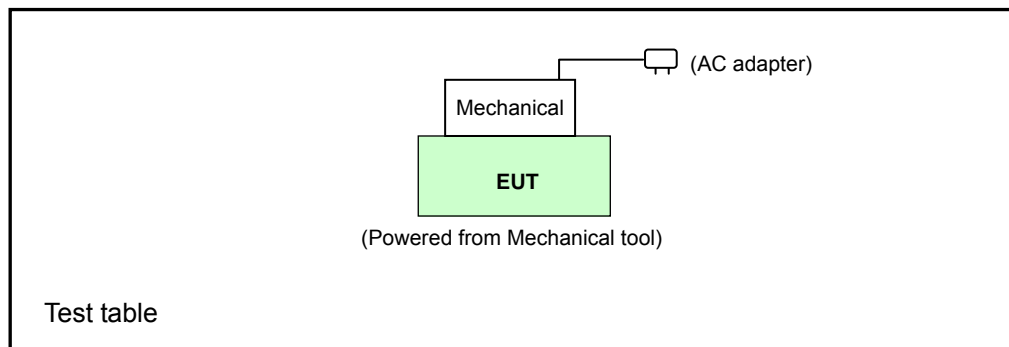 (AC adapter)
Mechanical
EUT
(Powered from Mechanical tool)
Test table